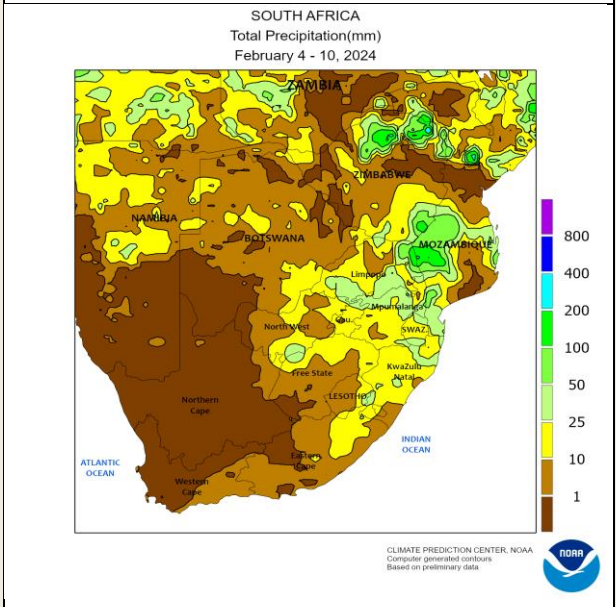 SOUTH AFRICA
Total Precipitation(mm)
February 4 - 10, 2024
ZAMBIA
ZIMBABWE
NAMIBIA
BOTSWANA
MOZAMBIQUE
Limpopo
Mpumalanga
Gau.
North West
SWAZ.
KwaZulu
Natal
Free State
LESOTHO
Northern
Cape
Eastern
Cape
Western
Cape
ATLANTIC
OCEAN
INDIAN
OCEAN
800
400
200
100
50
25
10
1
CLIMATE PREDICTION CENTER, NOAA
Computer generated contours
Based on preliminary data
NOAA